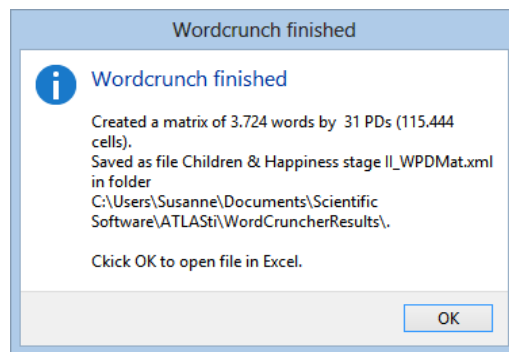 Wordcrunch finished
Wordcrunch finished
Created a matrix of 3.724 words by  31 PDs (115.444
cells).
Saved as file Children & Happiness stage II_WPDMat.xml
in folder
C:\Users\Susanne\Documents\Scientific
Software\ATLASti\WordCruncherResults\.
Ckick OK to open file in Excel.
OK